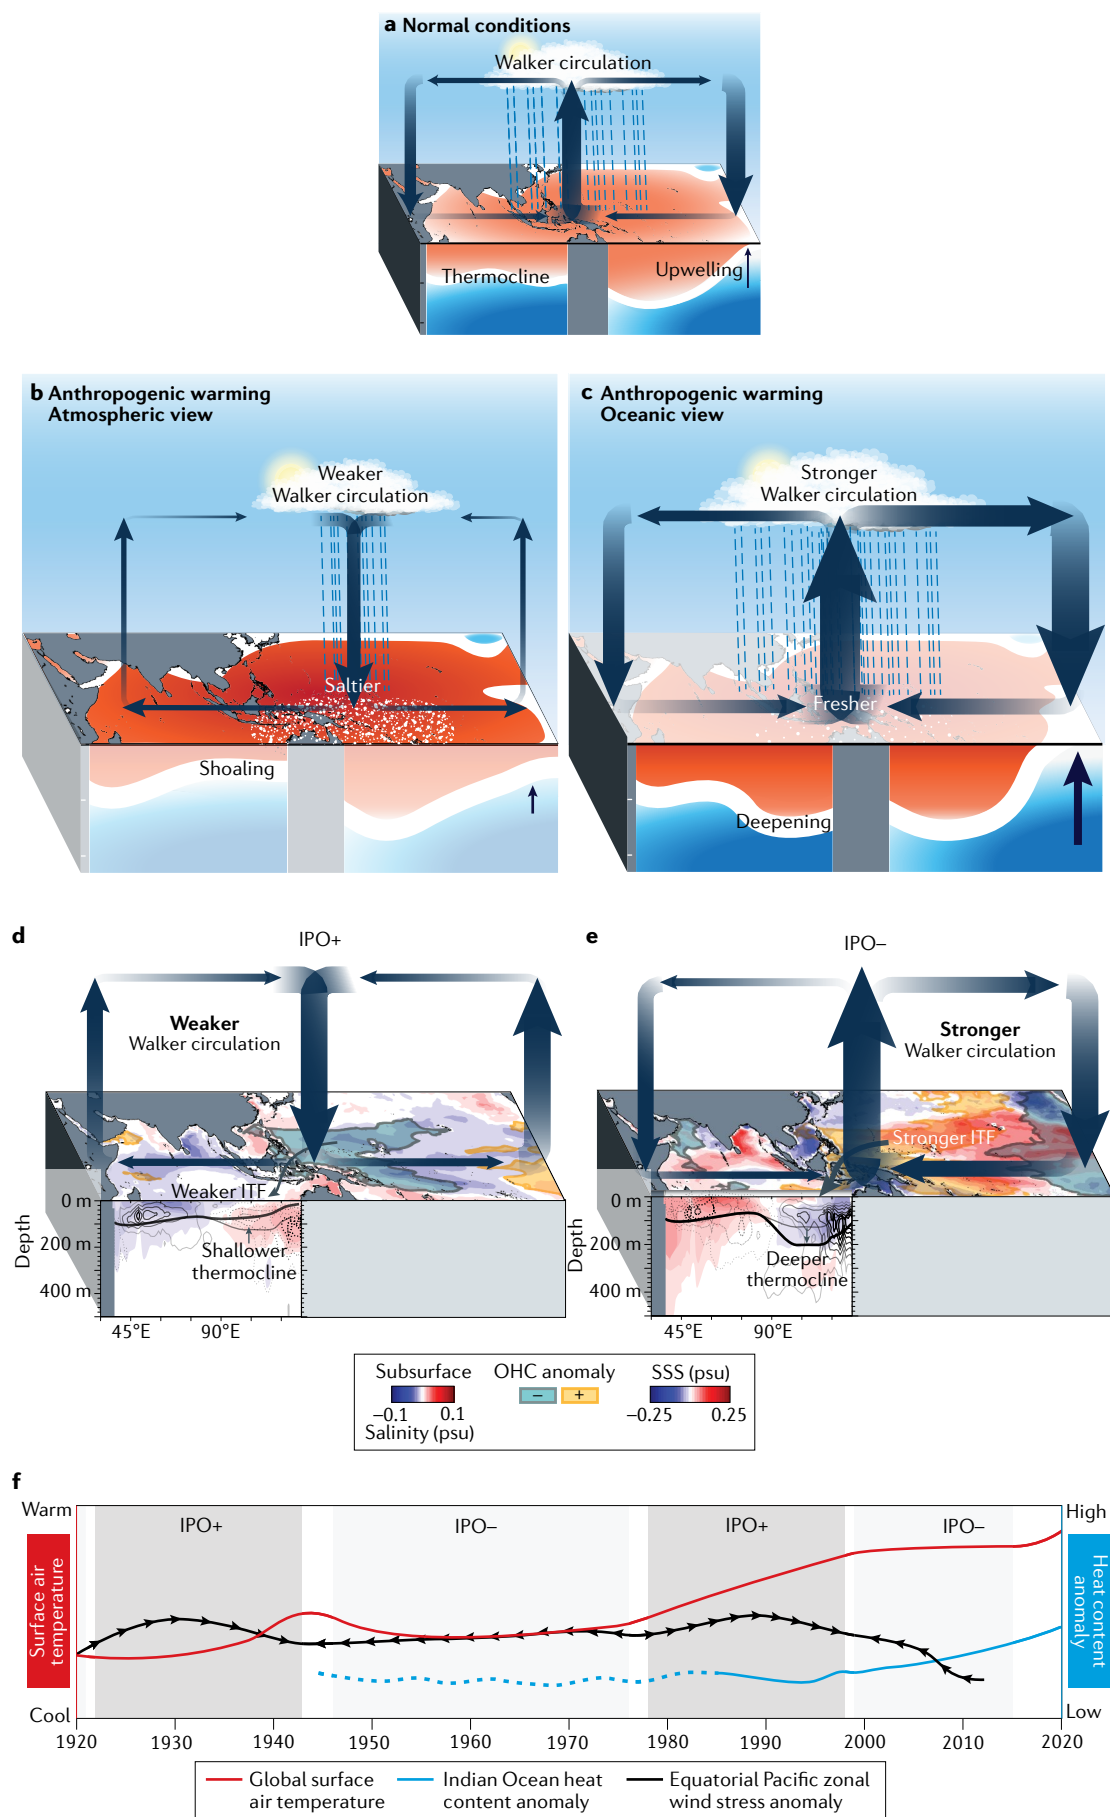 a Normal conditions
Walker circulation
Thermocline
Upwelling
b Anthropogenic warming
Atmospheric view
Weaker
Walker circulation
Saltier
Shoaling
c Anthropogenic warming
Oceanic view
Stronger
Walker circulation
Fresher
Deepening
d
IPO+
Weaker
Walker circulation
Weaker ITF
0 m
200 m
400 m
Depth
Shallower
thermocline
45°E 90°E
e
IPO–
Stronger
Walker circulation
Stronger ITF
0 m
200 m
400 m
Depth
Deeper
thermocline
45°E 90°E
Subsurface
−0.1 0.1
Salinity (psu)
OHC anomaly
– +
SSS (psu)
−0.25 0.25
f
Warm
Surface air
temperature
Cool
IPO+ IPO– IPO+ IPO–
High
Heat content
anomaly
Low
1920 1930 1940 1950 1960 1970 1980 1990 2000 2010 2020
Global surface
air temperature
Indian Ocean heat
content anomaly
Equatorial Pacific zonal
wind stress anomaly